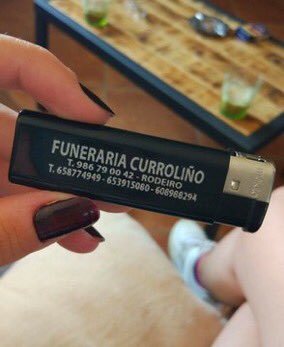 FUNERARIA CURROLIÑO
T. 986 79 00 42 - RODEIRO
T. 658774949 - 653915080 - 608988294